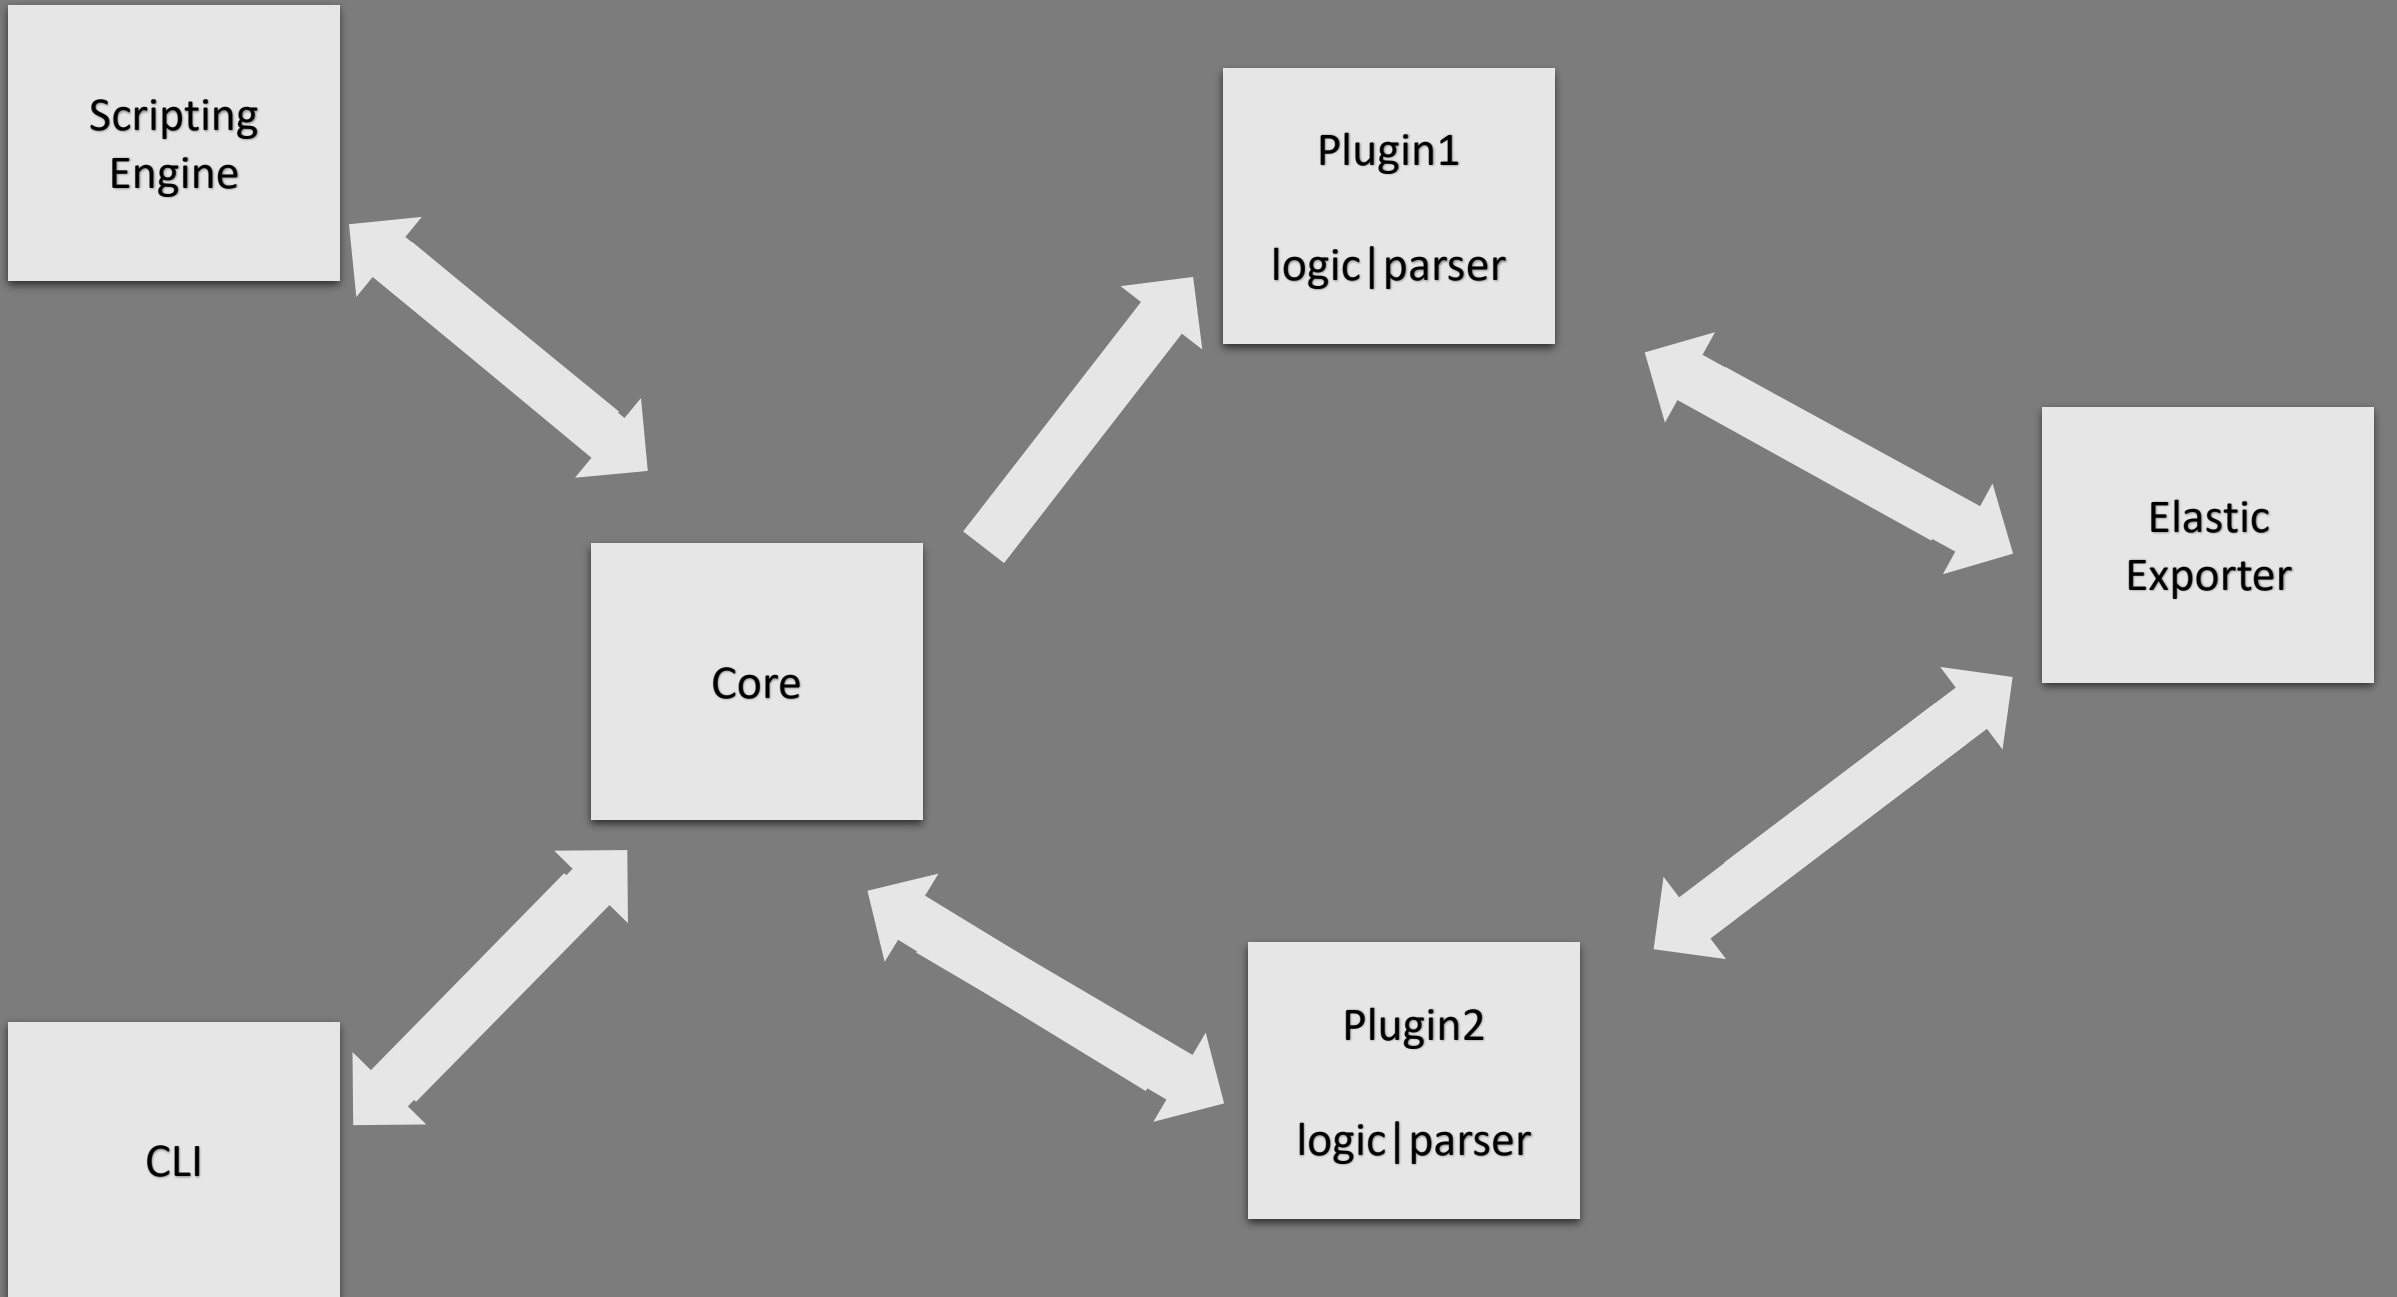 Scripting
Engine
Plugin1
logic|parser
Elastic
Exporter
Core
Plugin2
logic|parser
CLI